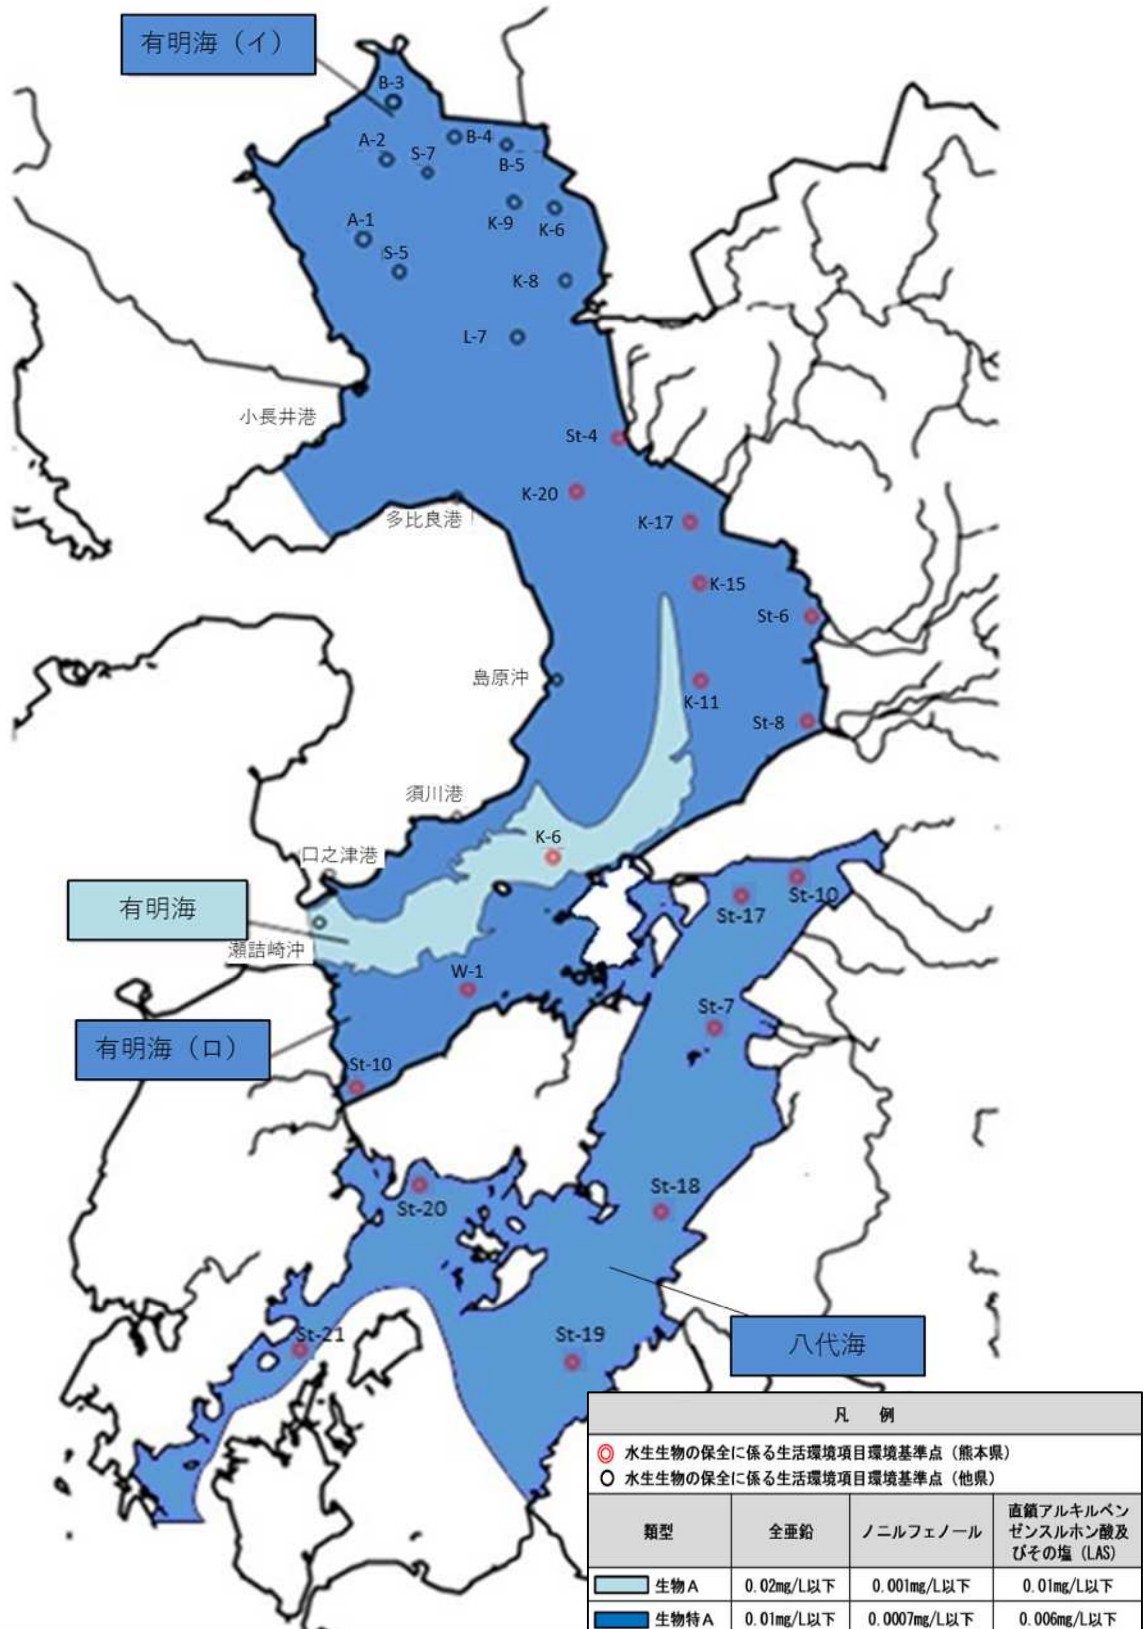 有明海（イ）
B-3
B-4
A-2
S-7
B-5
K-9
K-6
A-1
S-5
K-8
L-7
小長井港
St-4
K-20
多比良港
K-17
K-15
St-6
島原沖
K-11
St-8
須川港
K-6
口之津港
有明海
St-10
St-17
瀬詰崎沖
W-1
St-7
有明海（ロ）
St-10
St-20
St-18
St-21
St-19
八代海
凡 例
水生生物の保全に係る生活環境項目環境基準点（熊本県）
水生生物の保全に係る生活環境項目環境基準点（他県）
類型 全亜鉛 ノニルフェノール 直鎖アルキルベン
ゼンスルホン酸及
びその塩（LAS）
生物A 0.02mg/L以下 0.001mg/L以下 0.01mg/L以下
生物特A 0.01mg/L以下 0.0007mg/L以下 0.006mg/L以下